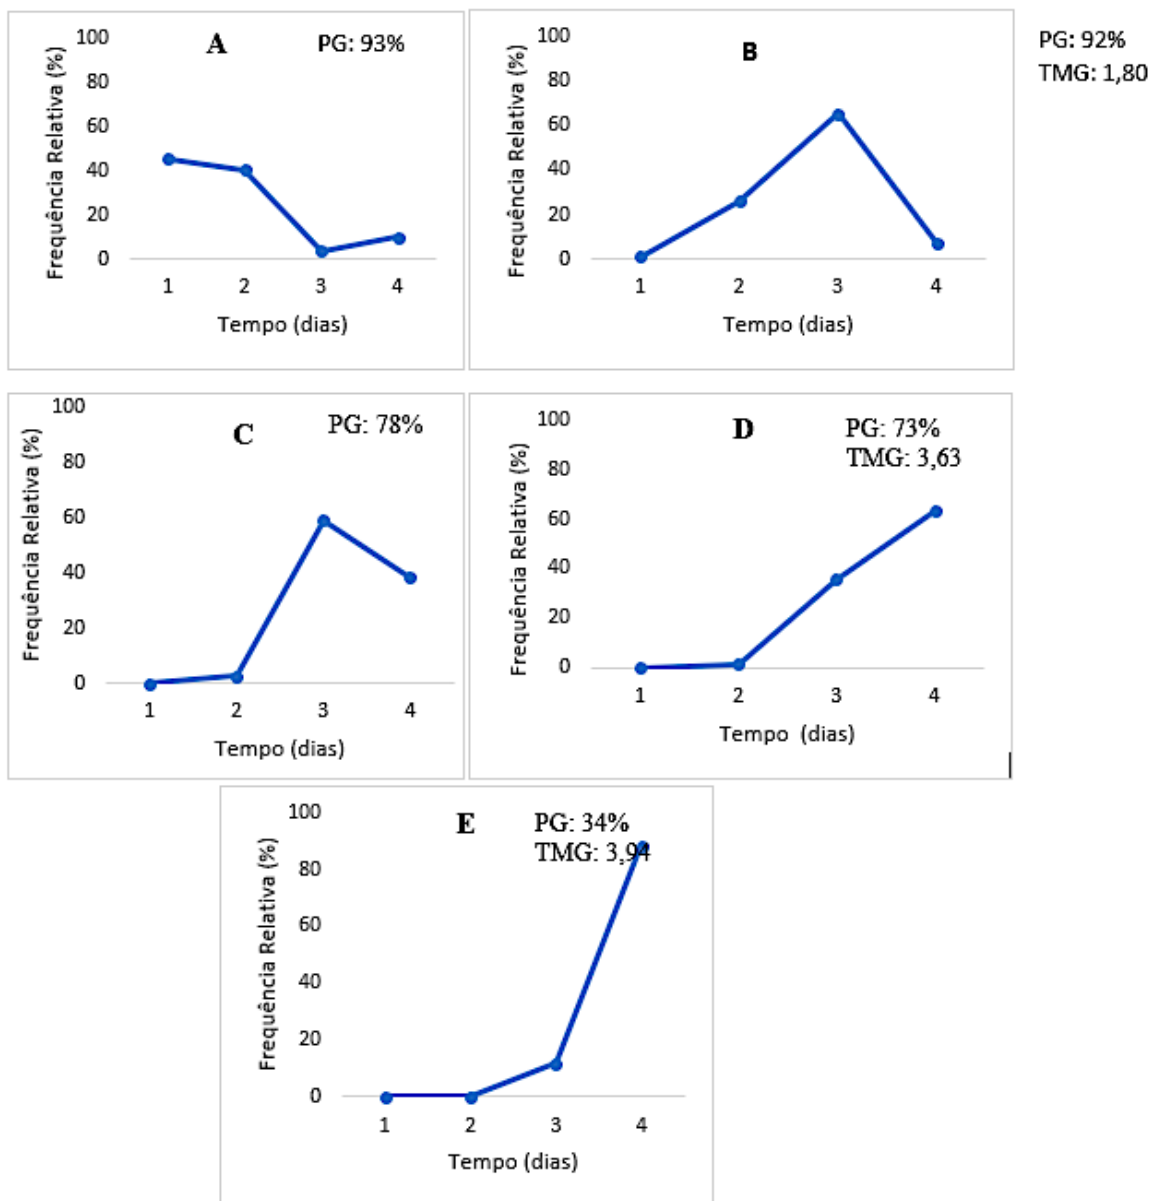 A
PG: 93%
Frequência Relativa (%)
100
80
60
40
20
0
1 2 3 4
Tempo (dias)
B
Frequência Relativa (%)
100
80
60
40
20
0
1 2 3 4
Tempo (dias)
PG: 92%
TMG: 1,80
C
PG: 78%
Frequência Relativa (%)
100
80
60
40
20
0
1 2 3 4
Tempo (dias)
D
PG: 73%
TMG: 3,63
Frequência Relativa (%)
100
80
60
40
20
0
1 2 3 4
Tempo (dias)
E
PG: 34%
TMG: 3,94
Frequência Relativa (%)
100
80
60
40
20
0
1 2 3 4
Tempo (dias)